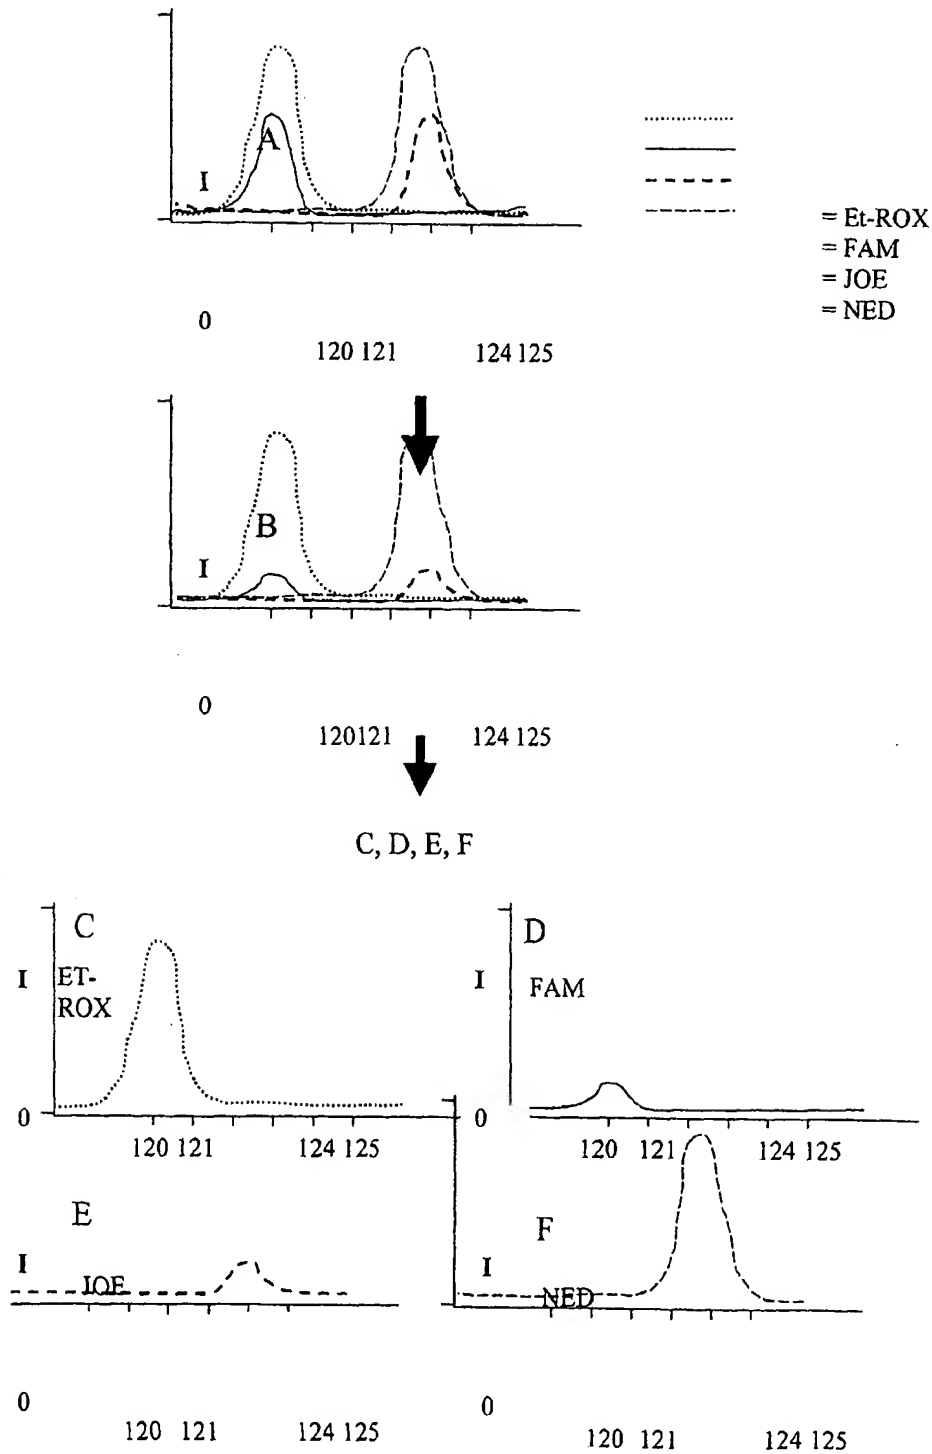 A
I
= Et-ROX
= FAM
= JOE
= NED
0
120 121 124 125
B
I
0
120121 124 125
C, D, E, F
C
D
I ET-
ROX
I FAM
0
0
120 121 124 125
120 121 124 125
E
F
I
JOE
I
NED
0
0
120 121 124 125
120 121 124 125